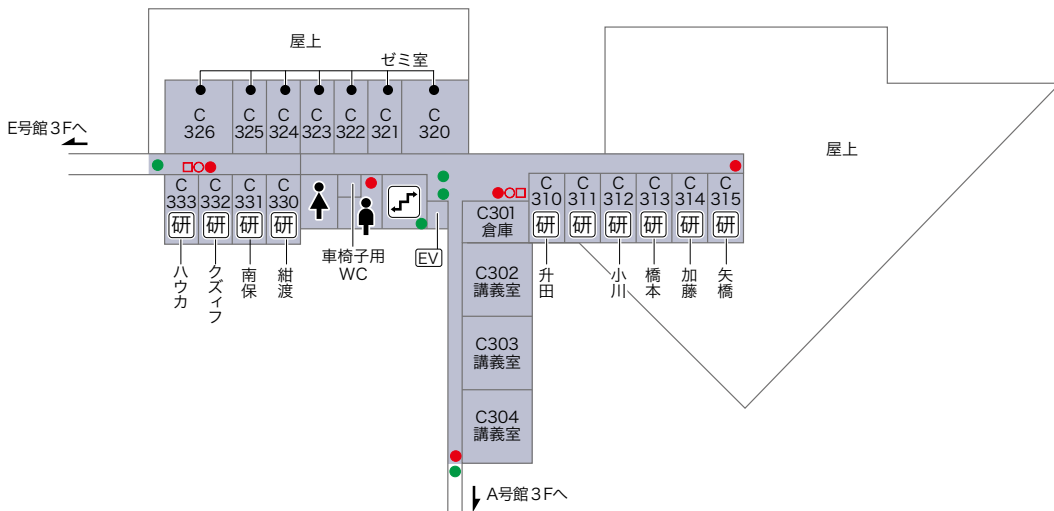 屋上
ゼミ室
C
326
C
325
C
324
C
323
C
322
C
321
C
320
E号館3Fへ
屋上
C
333
研
C
332
研
C
331
研
C
330
研
C301
倉庫
C
310
研
C
311
研
C
312
研
C
313
研
C
314
研
C
315
研
ハウカ
クズィフ
南保
紺渡
車椅子用
WC
EV
C302
講義室
升田
小川
橋本
加藤
矢橋
C303
講義室
C304
講義室
A号館3Fへ